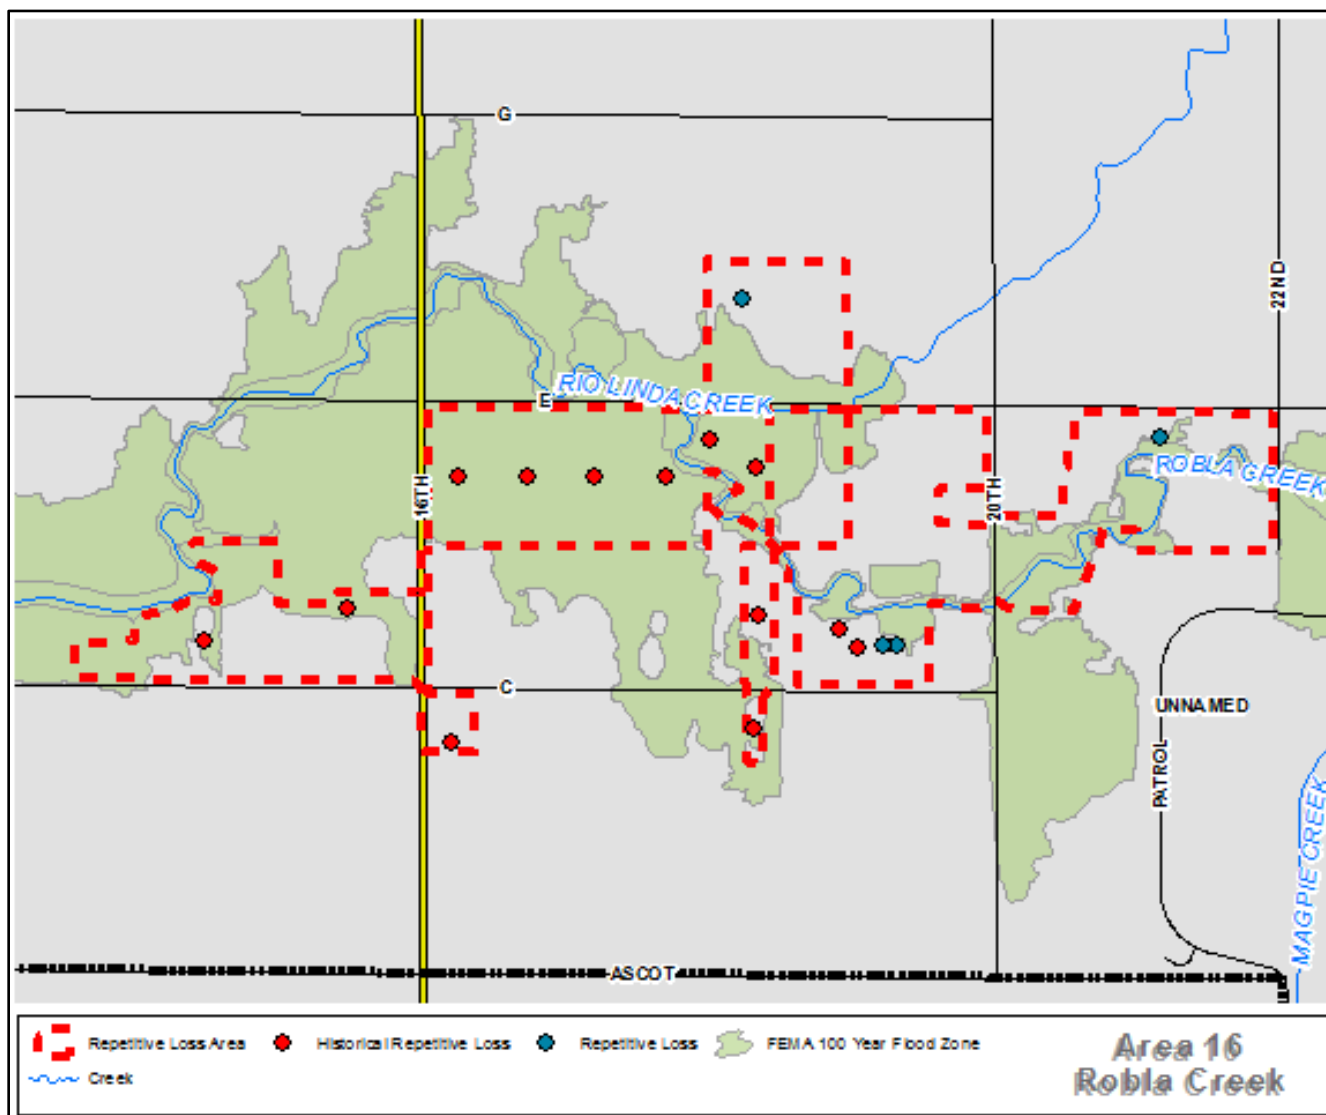 G
22ND
RIO LINDA CREEK
E
16TH
20TH
ROBLA CREEK
C
UNNAMED
PATROL
MAGPIE CREEK
ASCOT
Repetitive Loss Area
Historical Repetitive Loss
Repetitive Loss
FEMA 100 Year Flood Zone
Creek
Area 16
Robla Creek